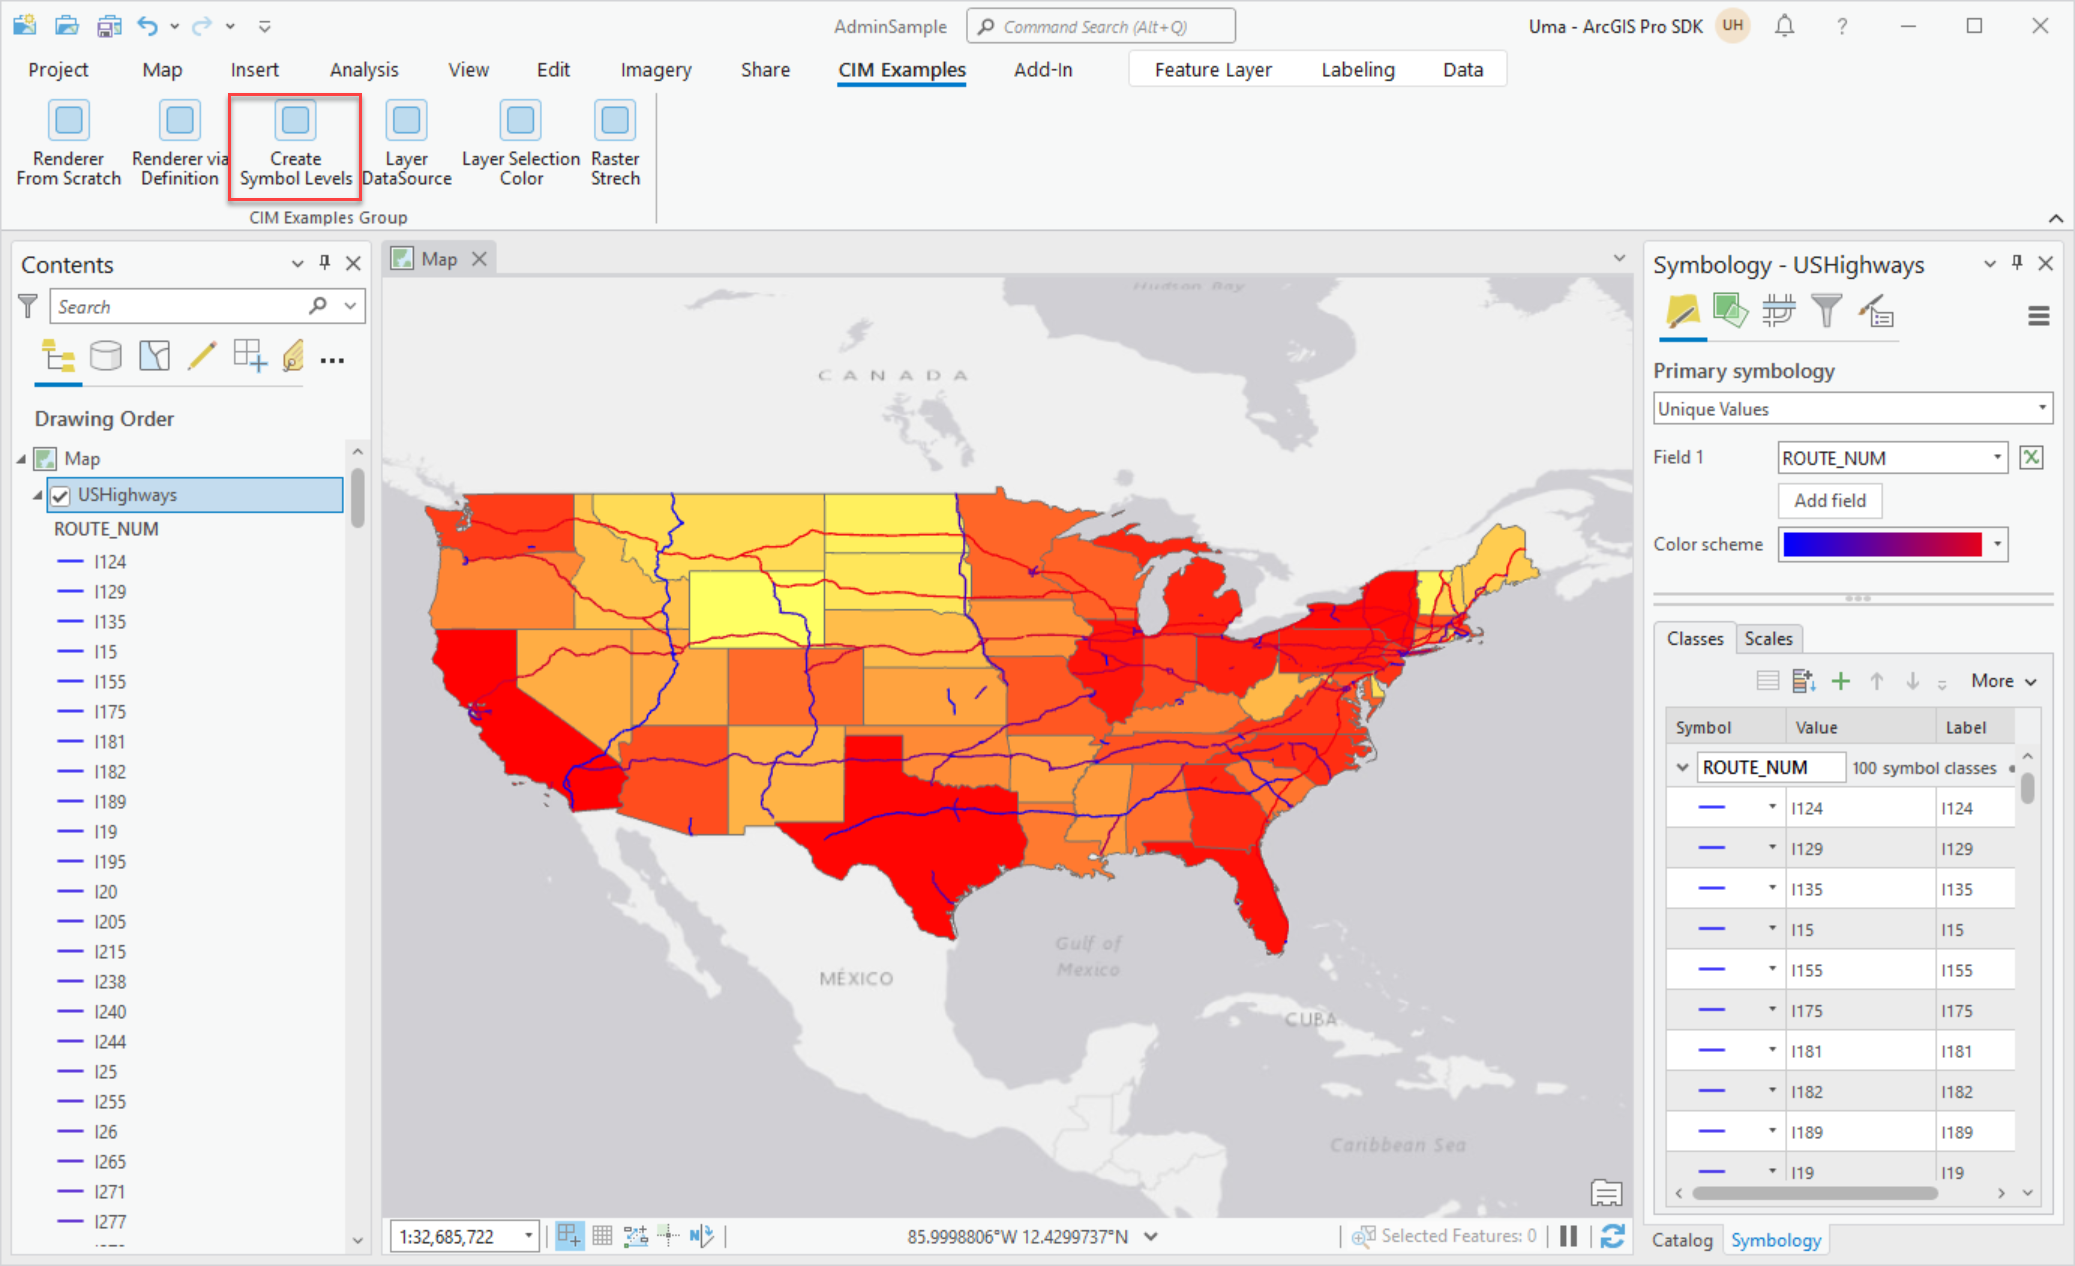 AdminSample
Command Search (Alt+Q)
Uma - ArcGIS Pro SDK
UH
?
Project
Map
Insert
Analysis
View
Edit
Imagery
Share
CIM Examples
Add-In
Feature Layer
Labeling
Data
Renderer
From Scratch
Renderer via
Definition
Create
Symbol Levels
Layer
DataSource
Layer Selection
Color
Raster
Strech
CIM Examples Group
Contents
Search
Drawing Order
Map
USHighways
ROUTE_NUM
I124
I129
I135
I15
I155
I175
I181
I182
I189
I19
I195
I20
I205
I215
I238
I240
I244
I25
I255
I26
I265
I271
I277
Map
Hudson Bay
CANADA
MÉXICO
Gulf of
Mexico
CUBA
Caribbean Sea
1:32,685,722
N
85.9998806°W 12.4299737°N
Selected Features: 0
Symbology - USHighways
Primary symbology
Unique Values
Field 1
ROUTE_NUM
Add field
Color scheme
Classes
Scales
More
Symbol
Value
Label
ROUTE_NUM
100 symbol classes
I124 I124
I129 I129
I135 I135
I15 I15
I155 I155
I175 I175
I181 I181
I182 I182
I189 I189
I19 I19
Catalog
Symbology